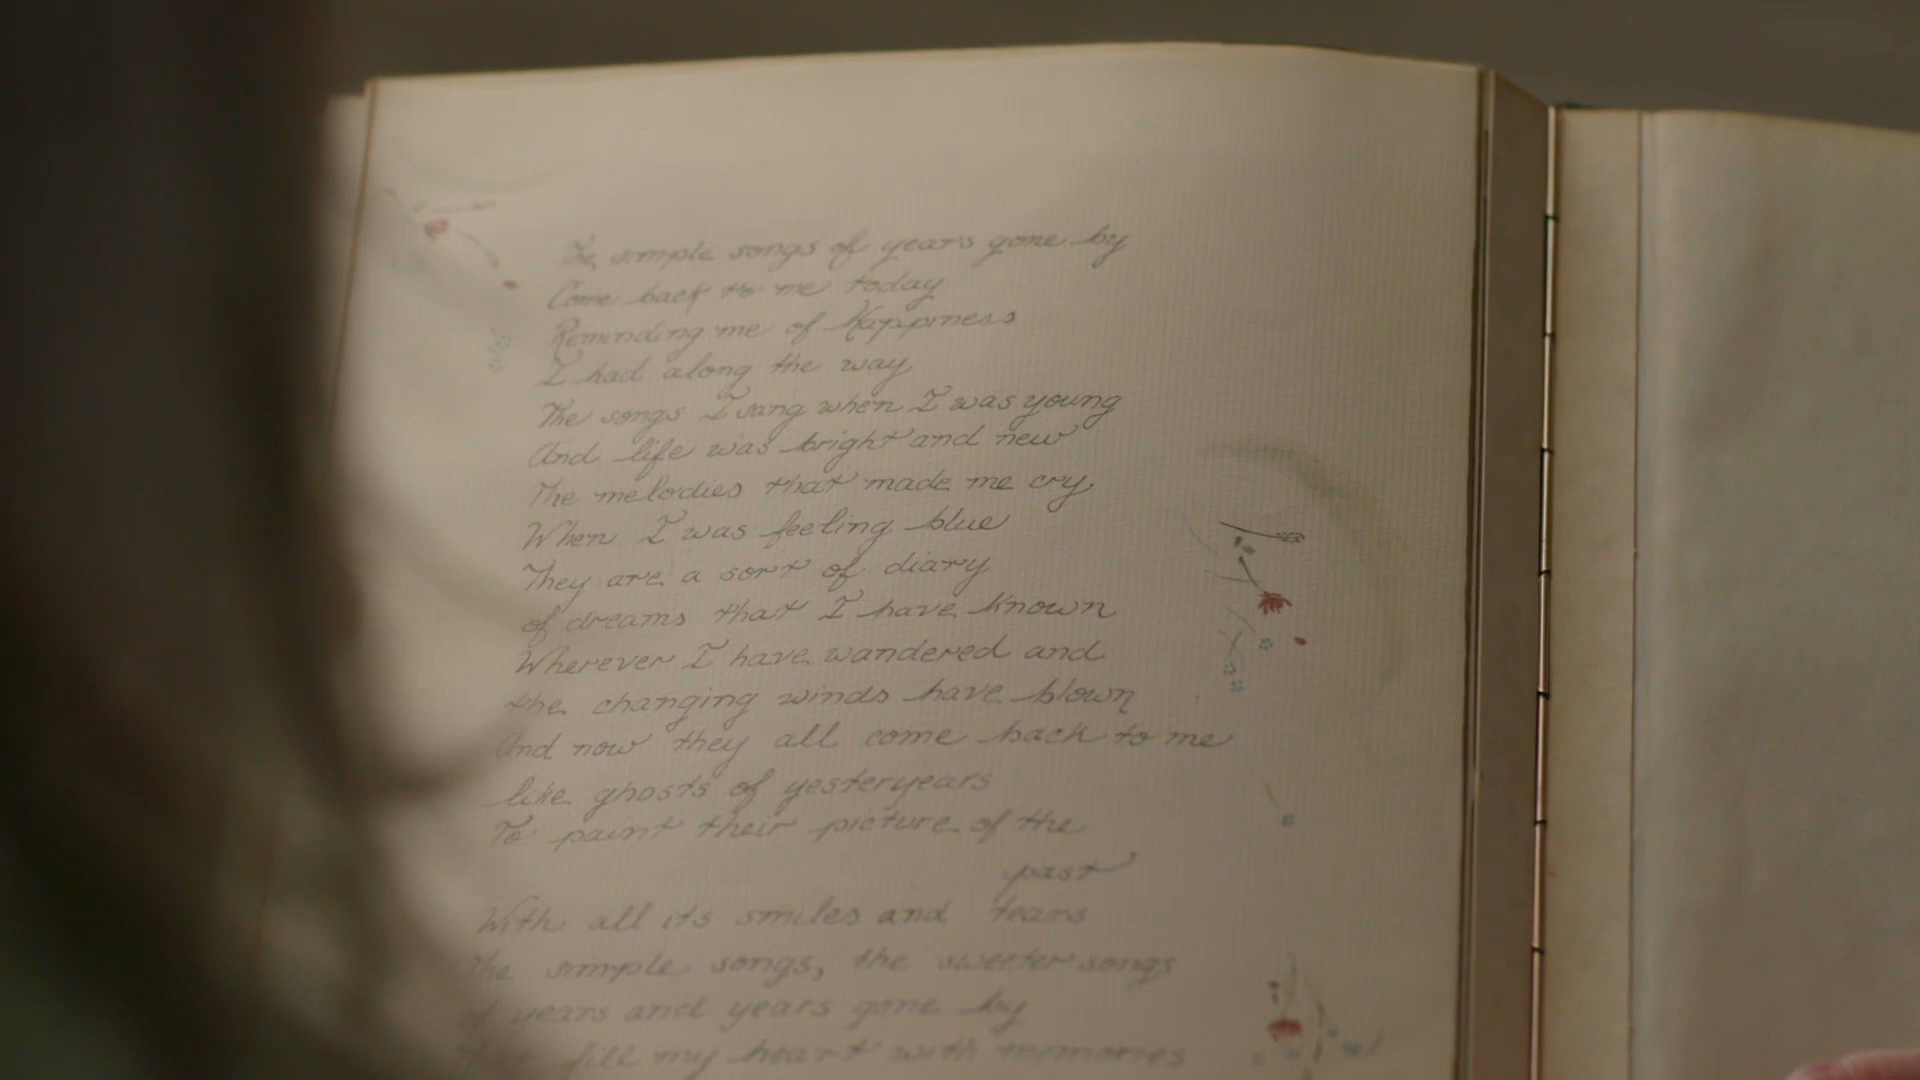 The simple songs of years gone by
Come back to me today
Reminding me of Happiness
I had along the way
The songs I sang when I was young
And life was bright and new
The melodies that made me cry
When I was feeling blue
They are a sort of diary
of dreams that I have known
Wherever I have wandered and
the changing winds have blown
And now they all come back to me
like ghosts of yesteryears
To paint their picture of the
past
With all its smiles and tears
The simple songs, the sweeter songs
of years and years gone by
That fill my heart with memories